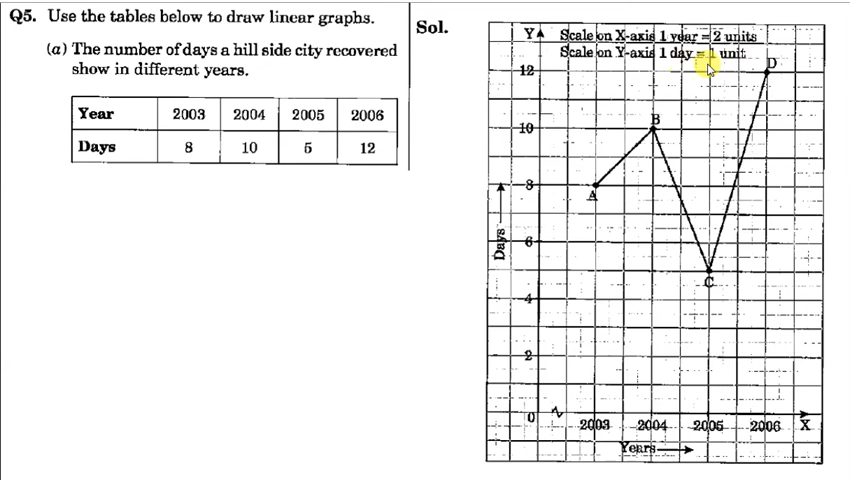 Q5. Use the tables below to draw linear graphs.
(a) The number of days a hill side city recovered
show in different years.
Year 2003 2004 2005 2006
Days 8 10 5 12
Sol.
Y Scale on X-axis 1 year = 2 units
Scale on Y-axis 1 day = 1 unit
D
12
B
10
8
A
Days
6
C
4
2
0
2003 2004 2005 2006 X
Years